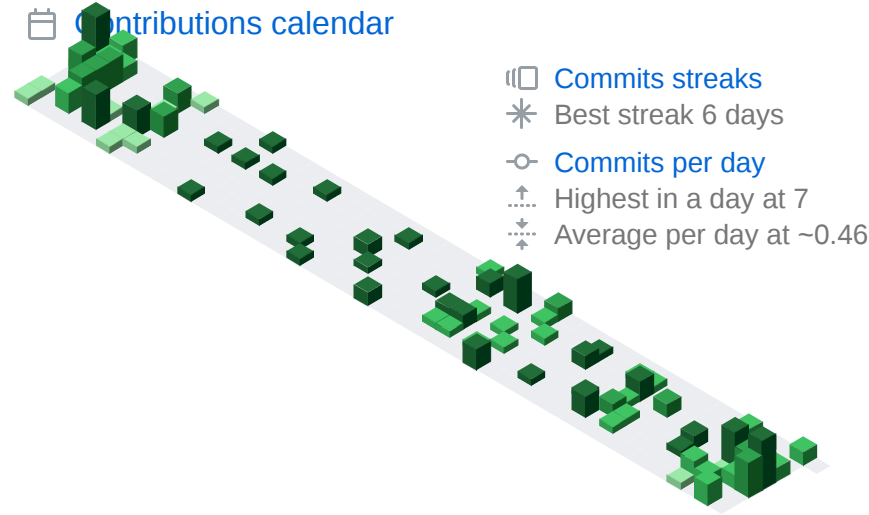 Contributions calendar
Commits streaks
Best streak 6 days
Commits per day
Highest in a day at 7
Average per day at ~0.46